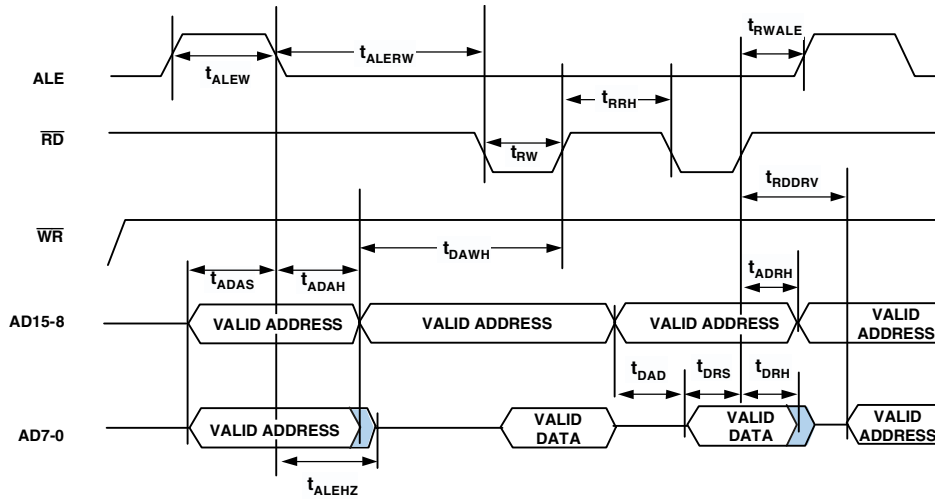 tALEW
tALERW
tRWALE
ALE
tRRH
RD
tRW
tRDDRV
WR
tDAWH
tADAS
tADAH
tADRH
AD15-8
VALID ADDRESS
VALID ADDRESS
VALID ADDRESS
VALID
ADDRESS
tDAD
tDRS
tDRH
AD7-0
VALID ADDRESS
VALID
DATA
VALID
DATA
VALID
ADDRESS
tALEHZ